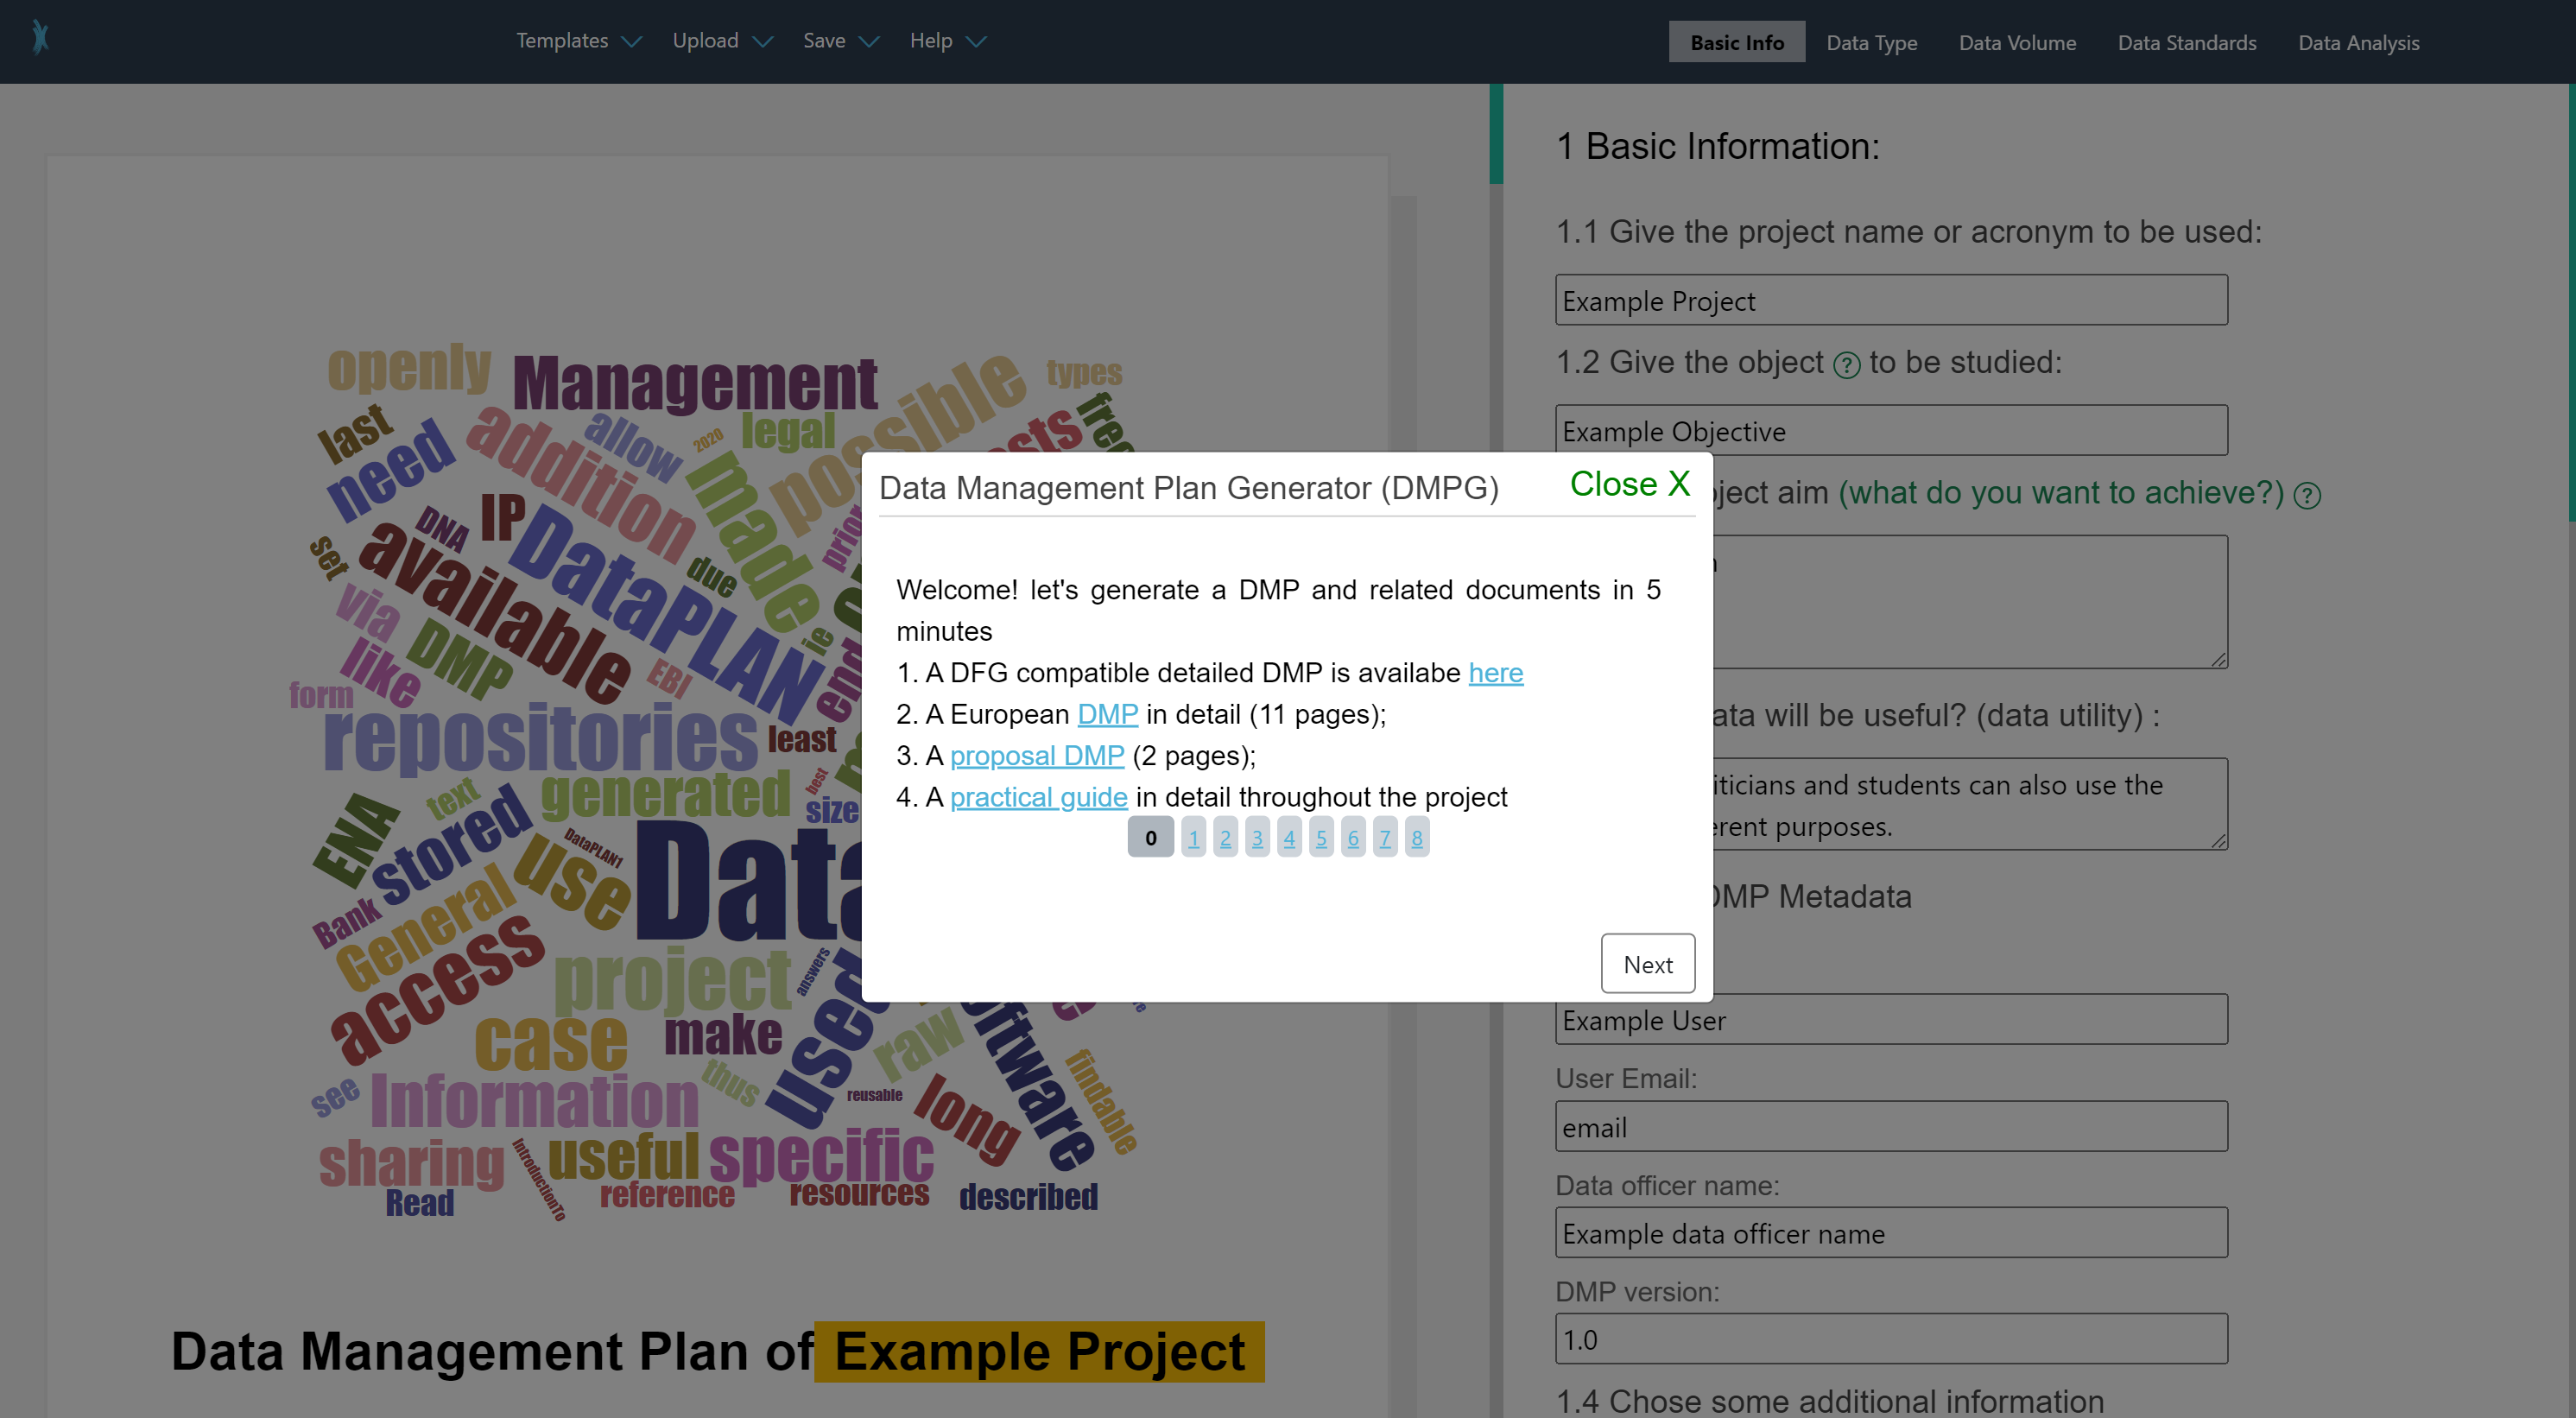 Templates Upload Save Help Basic Info Data Type Data Volume Data Standards Data Analysis
openly
Management
possible
types
last
need
addition
allow
2020
legal
free
made
DNA
IP
DataPLAN
available
set
via
due
prior
ie
end
DMP
like
EBI
form
repositories
least
best
text
generated
size
ENA
stored
DataPLAN1
use
General
Bank
access
project
answers
case
make
used
raw
software
see
Information
thus
reusable
long
findable
sharing
IntroductionTo
useful
specific
Read
reference
resources
described
Data Management Plan of Example Project
Data Management Plan Generator (DMPG) Close X
Welcome! let's generate a DMP and related documents in 5
minutes
1. A DFG compatible detailed DMP is availabe here
2. A European DMP in detail (11 pages);
3. A proposal DMP (2 pages);
4. A practical guide in detail throughout the project
0 1 2 3 4 5 6 7 8
Next
1 Basic Information:
1.1 Give the project name or acronym to be used:
Example Project
1.2 Give the object ? to be studied:
Example Objective
ject aim (what do you want to achieve?) ?
ata will be useful? (data utility) :
iticians and students can also use the
erent purposes.
DMP Metadata
Example User
User Email:
email
Data officer name:
Example data officer name
DMP version:
1.0
1.4 Chose some additional information